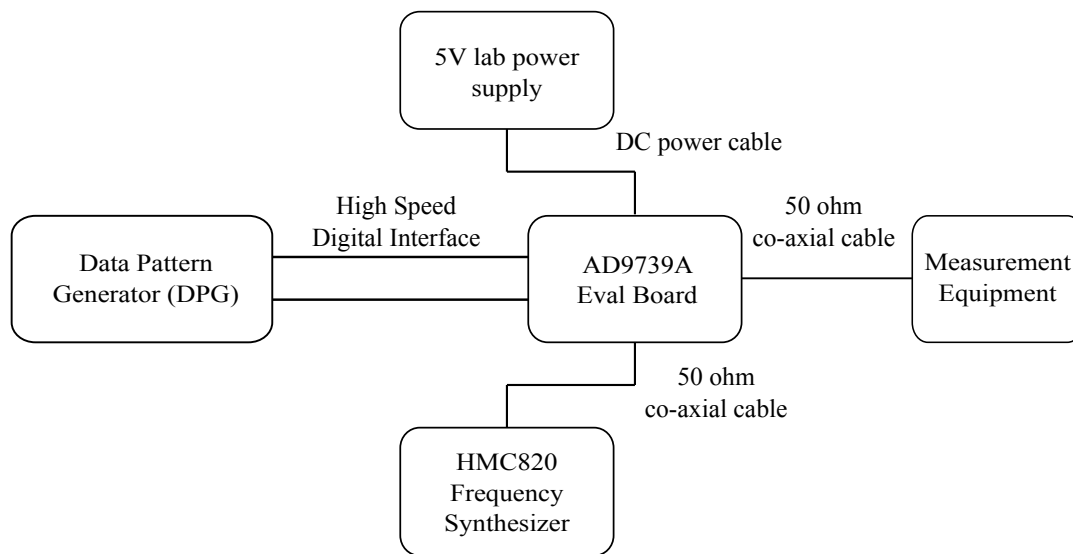 5V lab power
supply
DC power cable
High Speed
Digital Interface
50 ohm
co-axial cable
Data Pattern
Generator (DPG)
AD9739A
Eval Board
Measurement
Equipment
50 ohm
co-axial cable
HMC820
Frequency
Synthesizer